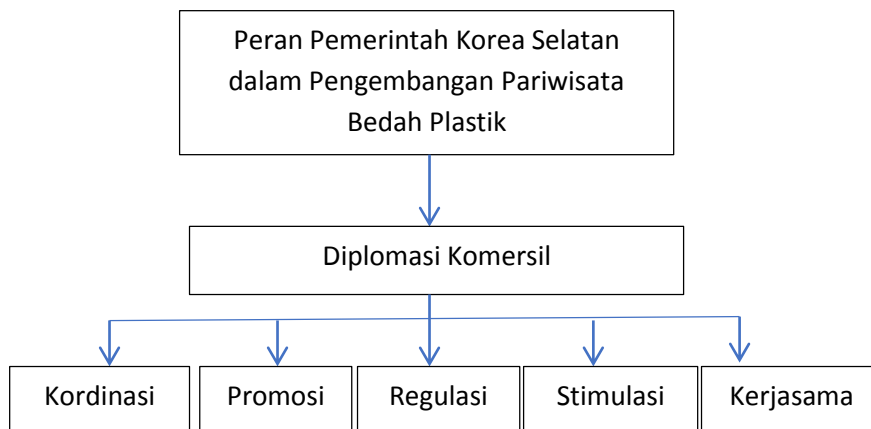 Peran Pemerintah Korea Selatan
dalam Pengembangan Pariwisata
Bedah Plastik
Diplomasi Komersil
Kordinasi
Promosi
Regulasi
Stimulasi
Kerjasama